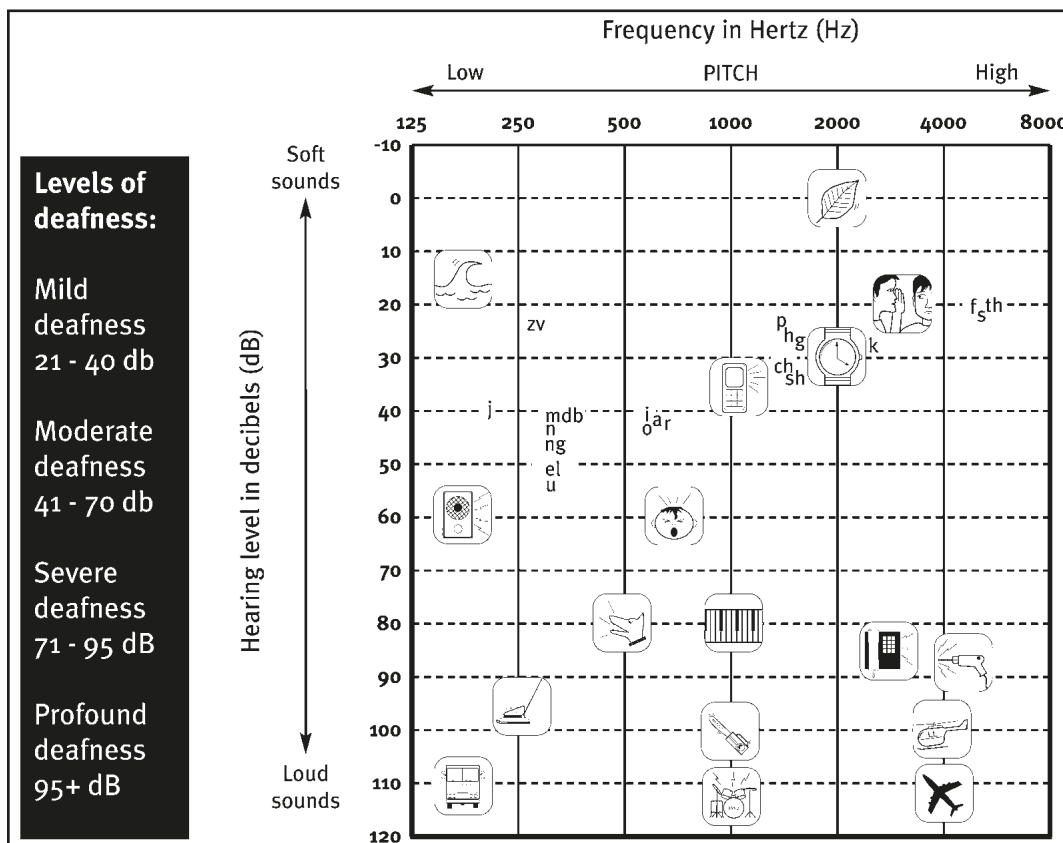 Frequency in Hertz (Hz)
Low PITCH High
125 250 500 1000 2000 4000 8000
Levels of
deafness:
Mild
deafness
21 - 40 db
Moderate
deafness
41 - 70 db
Severe
deafness
71 - 95 dB
Profound
deafness
95+ dB
Soft
sounds
Hearing level in decibels (dB)
Loud
sounds
-10
0
10
20
30
40
50
60
70
80
90
100
110
120
f s th
zv
p
h g
k
ch
sh
j
mdb
n
ng
i
o a r
el
u